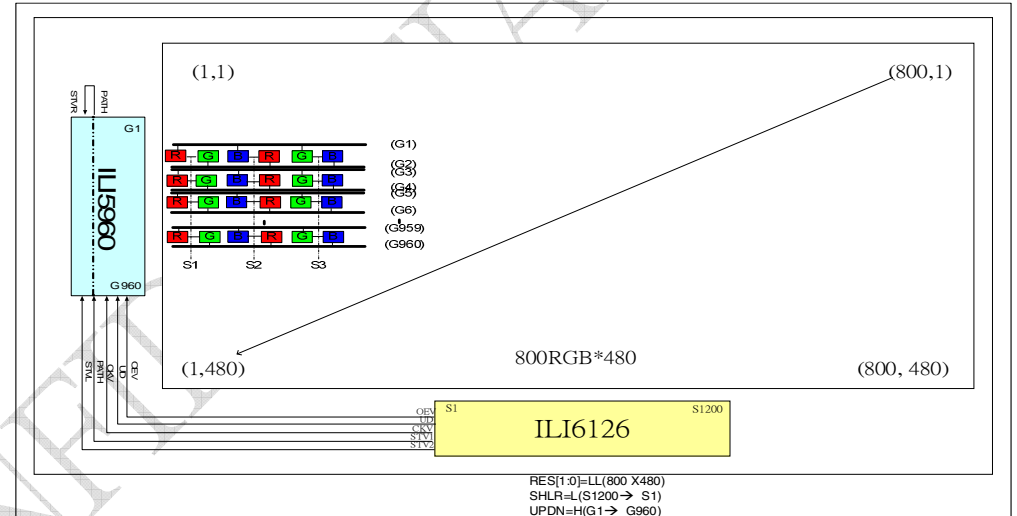 (1,1)
(800,1)
STVR
PATH
G1
ILI5960
G960
(G1)
R G B R G B
(G2)
(G3)
R G B R G B
(G4)
(G5)
R G B R G B
(G6)
(G959)
R G B R G B
(G960)
S1 S2 S3
(1,480)
800RGB*480
(800, 480)
STVL
PATH
CKV
UD
OEV
OEV
UD
CKV
STV1
STV2
S1
S1200
ILI6126
RES[1:0]=LL(800 X480)
SHLR=L(S1200→ S1)
UPDN=H(G1→ G960)